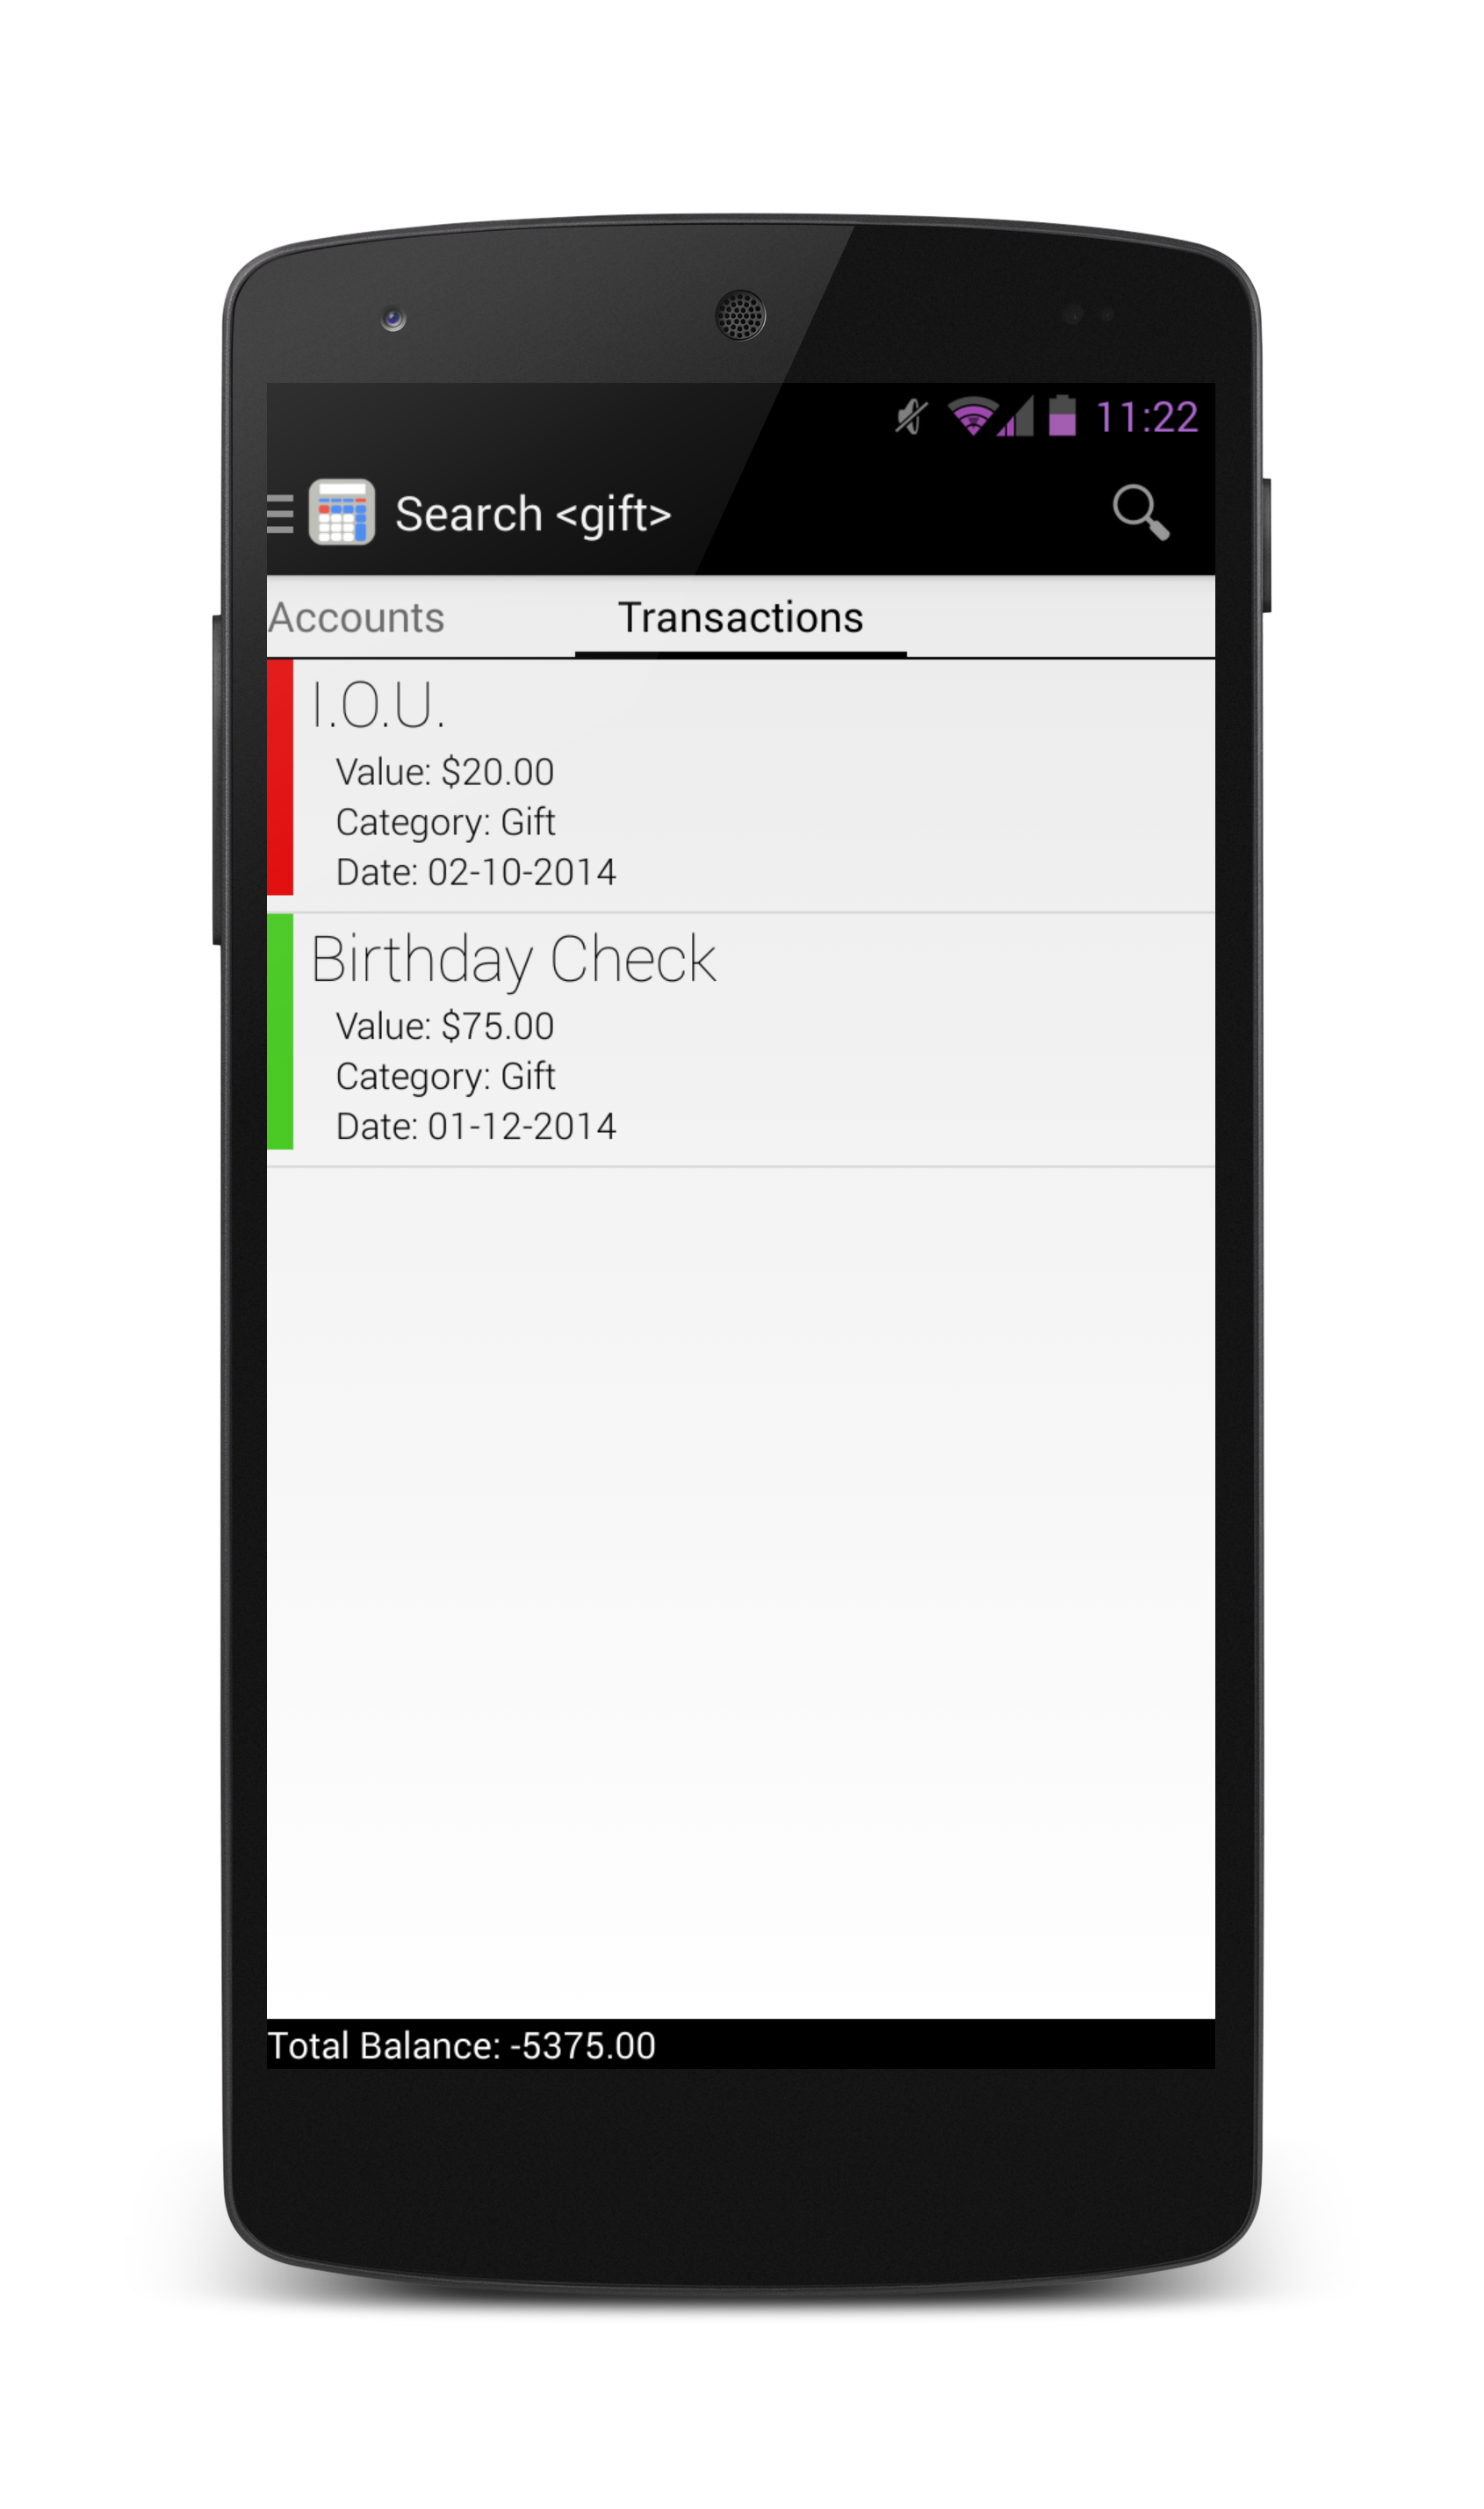 11:22
Search <gift>
Accounts
Transactions
I.O.U.
Value: $20.00
Category: Gift
Date: 02-10-2014
Birthday Check
Value: $75.00
Category: Gift
Date: 01-12-2014
Total Balance: -5375.00